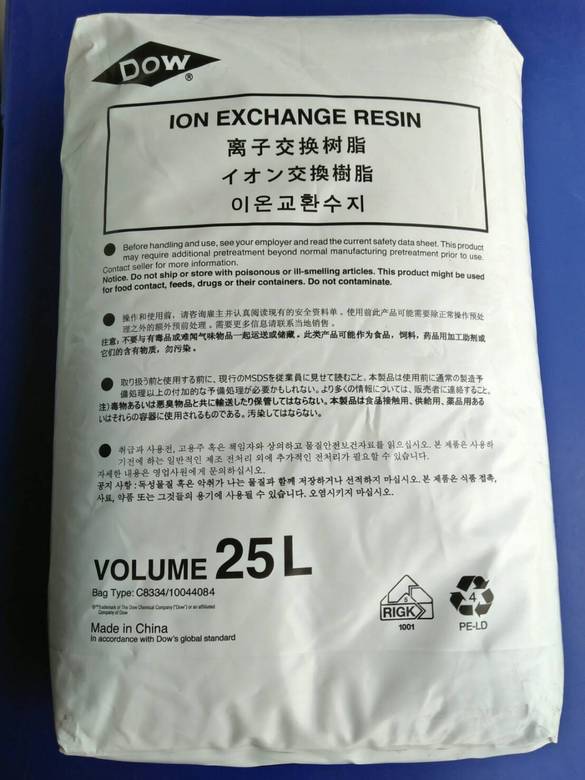 DOW
®
ION EXCHANGE RESIN
离子交换树脂
イオン交換樹脂
이온교환수지
Before handling and use, see your employer and read the current safety data sheet. This product
may require additional pretreatment beyond normal manufacturing pretreatment prior to use.
Contact seller for more information.
Notice. Do not ship or store with poisonous or ill-smelling articles. This product might be used
for food contact, feeds, drugs or their containers. Do not contaminate.
操作和使用前，请咨询雇主并认真阅读现有的安全资料单。使用前此产品可能需要除正常操作预处
理之外的额外预前处理。需要更多信息请联系当地销售。
注意：不要与有毒品或难闻气味物品一起运送或储藏。此类产品可能作为食品，饲料，药品用加工助剂或
它们的含有物质，勿污染。
取り扱う前と使用する前に、現行のMSDSを従業員に見せて読むこと。本製品は使用前に通常の製造予
備処理以上の付加的な予備処理が必要かもしれない。より多くの情報については、販売者に連絡すること。
注）毒物あるいは悪臭物品と共に輸送したり保管してはならない。本製品は食品接触用、供給用、薬品用ある
いはそれらの容器に使用されるものである。汚染してはならない。
취급과 사용전, 고용주 혹은 책임자와 상의하고 물질안전보건자료를 읽으십시오. 본 제품은 사용하
기전에 하는 일반적인 제조 전처리 외에 추가적인 전처리가 필요할 수 있습니다.
자세한 내용은 영업사원에게 문의하십시오.
공지 사항 : 독성물질 혹은 악취가 나는 물질과 함께 저장하거나 선적하지 마십시오. 본 제품은 식품 접촉,
사료, 약품 또는 그것들의 용기에 사용될 수 있습니다. 오염시키지 마십시오.
VOLUME 25L
Bag Type: C8334/10044084
®™Trademark of The Dow Chemical Company ("Dow") or an affiliated
Company of Dow
Made in China
In accordance with Dow's global standard
S
RIGK
1001
4
PE-LD